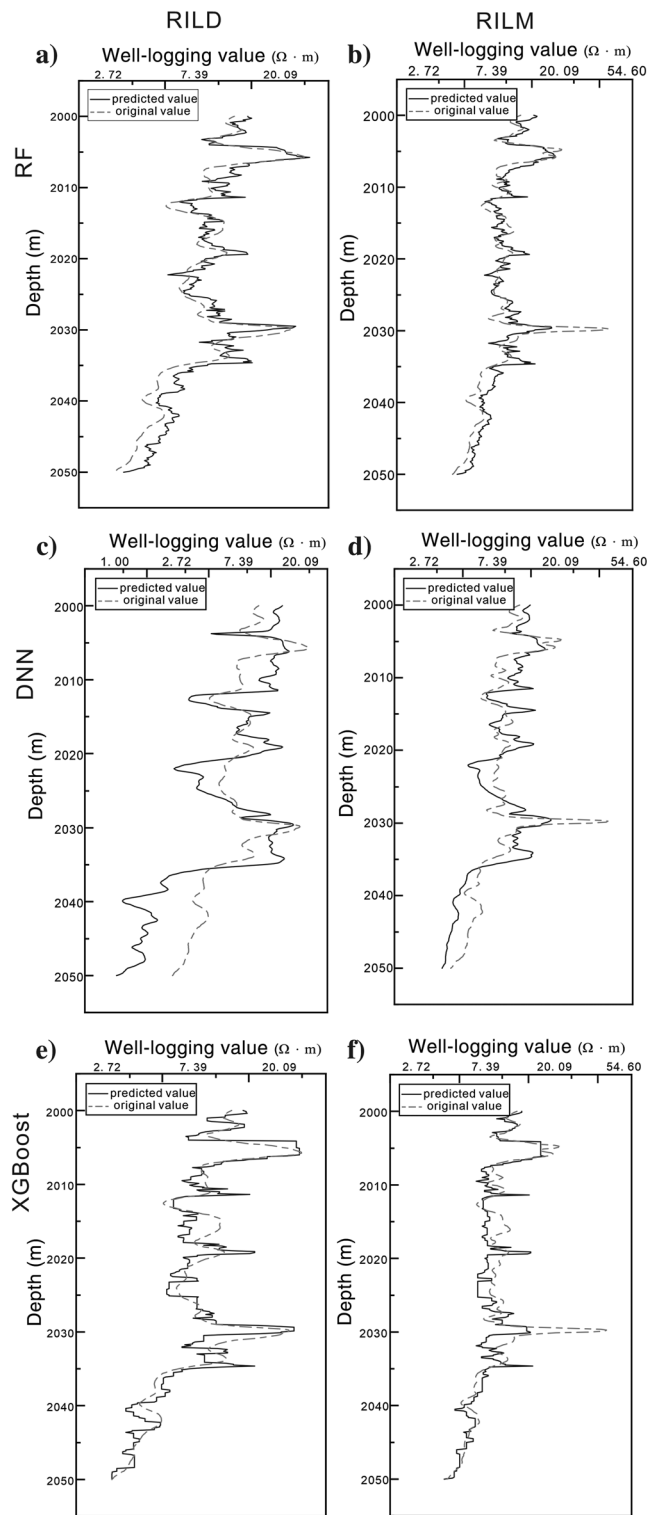 RILD
RILM
a)
Well-logging value (Ω · m)
2.72 7.39 20.09
predicted value
original value
2000
2010
2020
2030
2040
2050
Depth (m)
RF
b)
Well-logging value (Ω · m)
2.72 7.39 20.09 54.60
predicted value
original value
2000
2010
2020
2030
2040
2050
Depth (m)
c)
Well-logging value (Ω · m)
1.00 2.72 7.39 20.09
predicted value
original value
2000
2010
2020
2030
2040
2050
Depth (m)
DNN
d)
Well-logging value (Ω · m)
2.72 7.39 20.09 54.60
predicted value
original value
2000
2010
2020
2030
2040
2050
Depth (m)
e)
Well-logging value (Ω · m)
2.72 7.39 20.09
predicted value
original value
2000
2010
2020
2030
2040
2050
Depth (m)
XGBoost
f)
Well-logging value (Ω · m)
2.72 7.39 20.09 54.60
predicted value
original value
2000
2010
2020
2030
2040
2050
Depth (m)